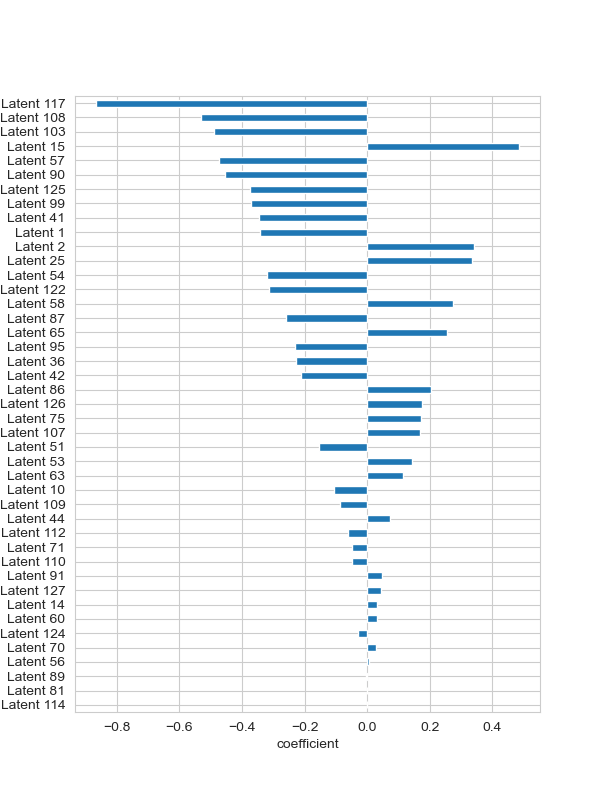 Latent 117
Latent 108
Latent 103
Latent 15
Latent 57
Latent 90
Latent 125
Latent 99
Latent 41
Latent 1
Latent 2
Latent 25
Latent 54
Latent 122
Latent 58
Latent 87
Latent 65
Latent 95
Latent 36
Latent 42
Latent 86
Latent 126
Latent 75
Latent 107
Latent 51
Latent 53
Latent 63
Latent 10
Latent 109
Latent 44
Latent 112
Latent 71
Latent 110
Latent 91
Latent 127
Latent 14
Latent 60
Latent 124
Latent 70
Latent 56
Latent 89
Latent 81
Latent 114
−0.8 −0.6 −0.4 −0.2 0.0 0.2 0.4
coefficient